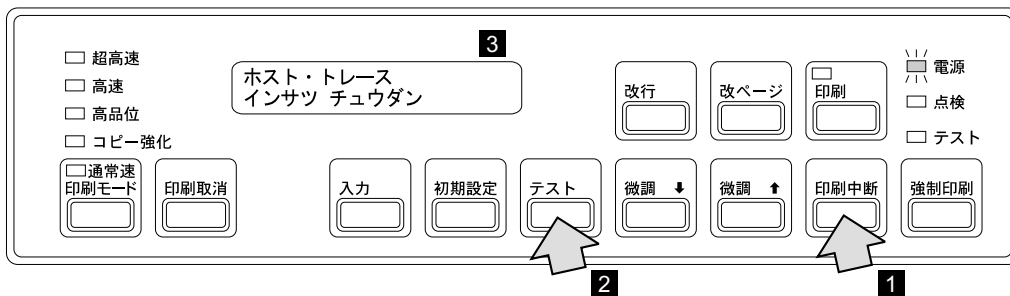 3
超高速
高速
高品位
コピー強化
ホスト・トレース
インサツ チュウダン
改行
改ページ
印刷
電源
点検
テスト
通常速
印刷モード
印刷取消
入力
初期設定
テスト
微調 ⬇
微調 ⬆
印刷中断
強制印刷
2
1